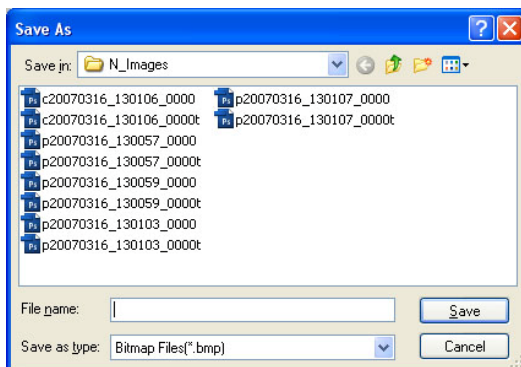 Save As
Save in: N_Images
c20070316_130106_0000
c20070316_130106_0000t
p20070316_130057_0000
p20070316_130057_0000t
p20070316_130059_0000
p20070316_130059_0000t
p20070316_130103_0000
p20070316_130103_0000t
p20070316_130107_0000
p20070316_130107_0000t
File name:
Save
Save as type: Bitmap Files(*.bmp)
Cancel